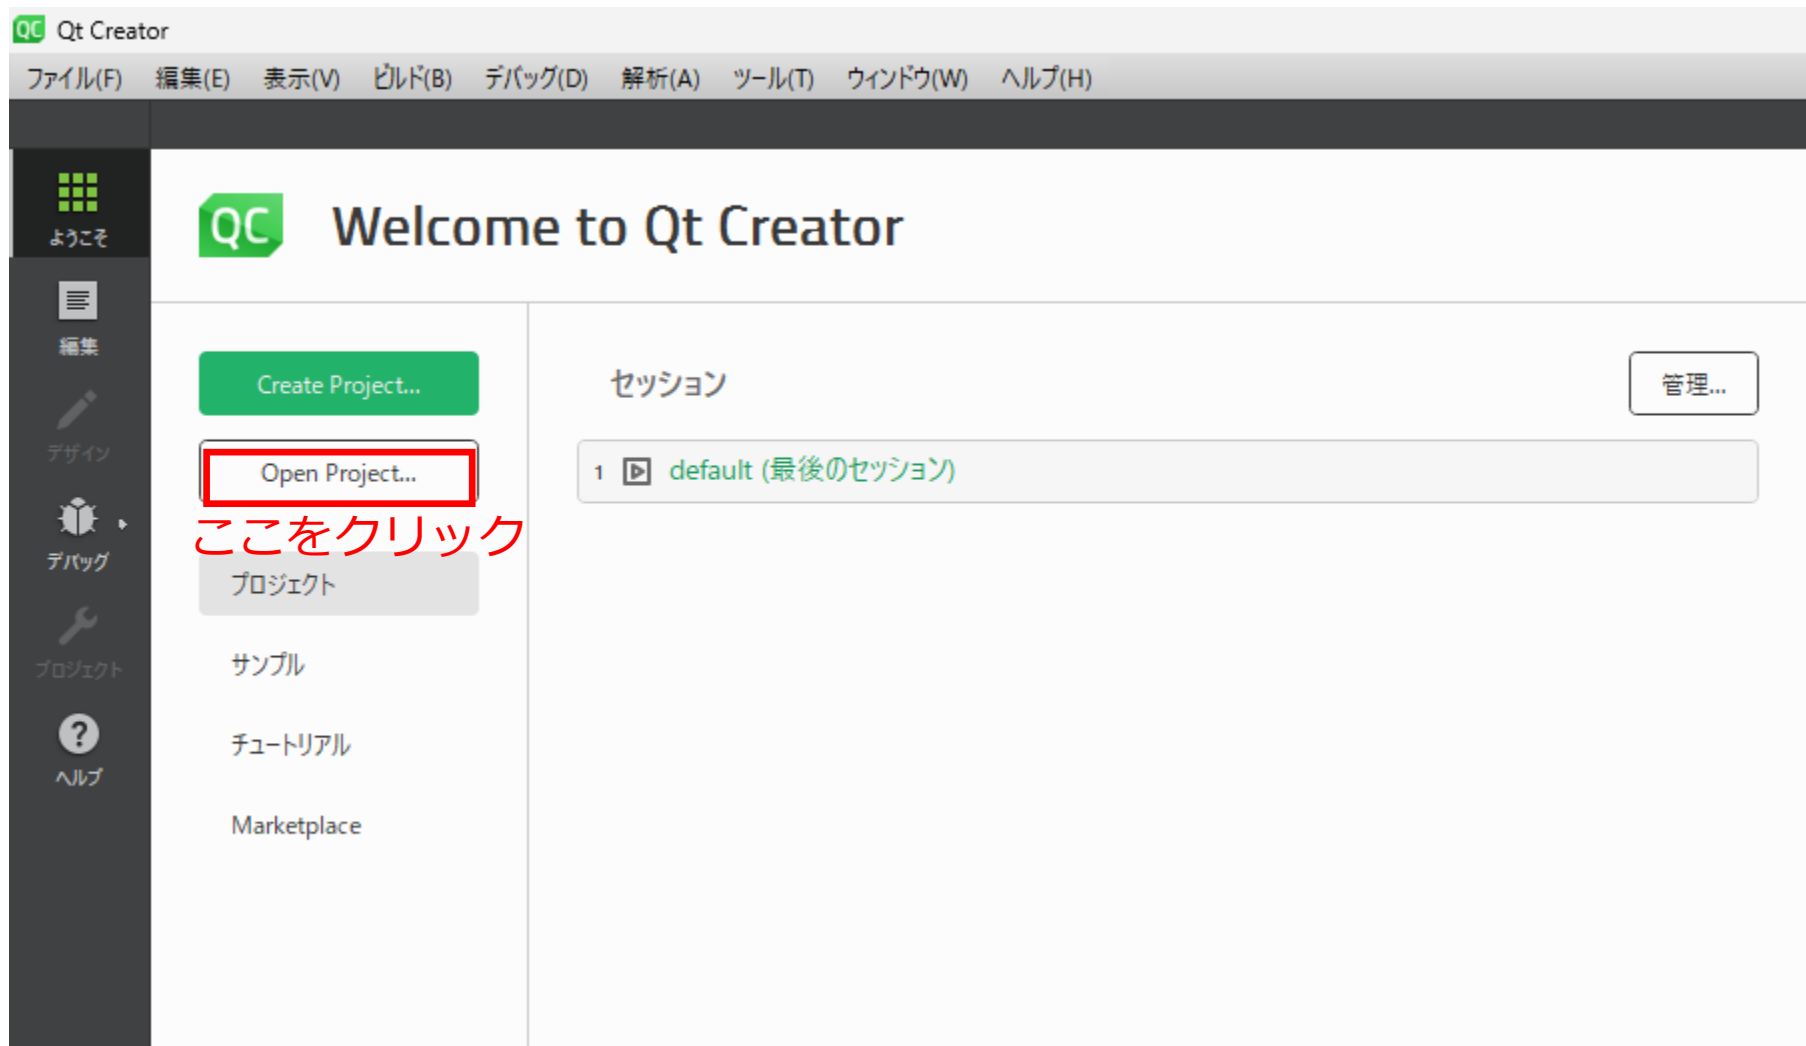 QC Qt Creator
ファイル(F) 編集(E) 表示(V) ビルド(B) デバッグ(D) 解析(A) ツール(T) ウィンドウ(W) ヘルプ(H)
ようこそ
編集
デザイン
デバッグ
プロジェクト
ヘルプ
QC Welcome to Qt Creator
Create Project...
Open Project...
ここをクリック
プロジェクト
サンプル
チュートリアル
Marketplace
セッション
管理...
1 default (最後のセッション)